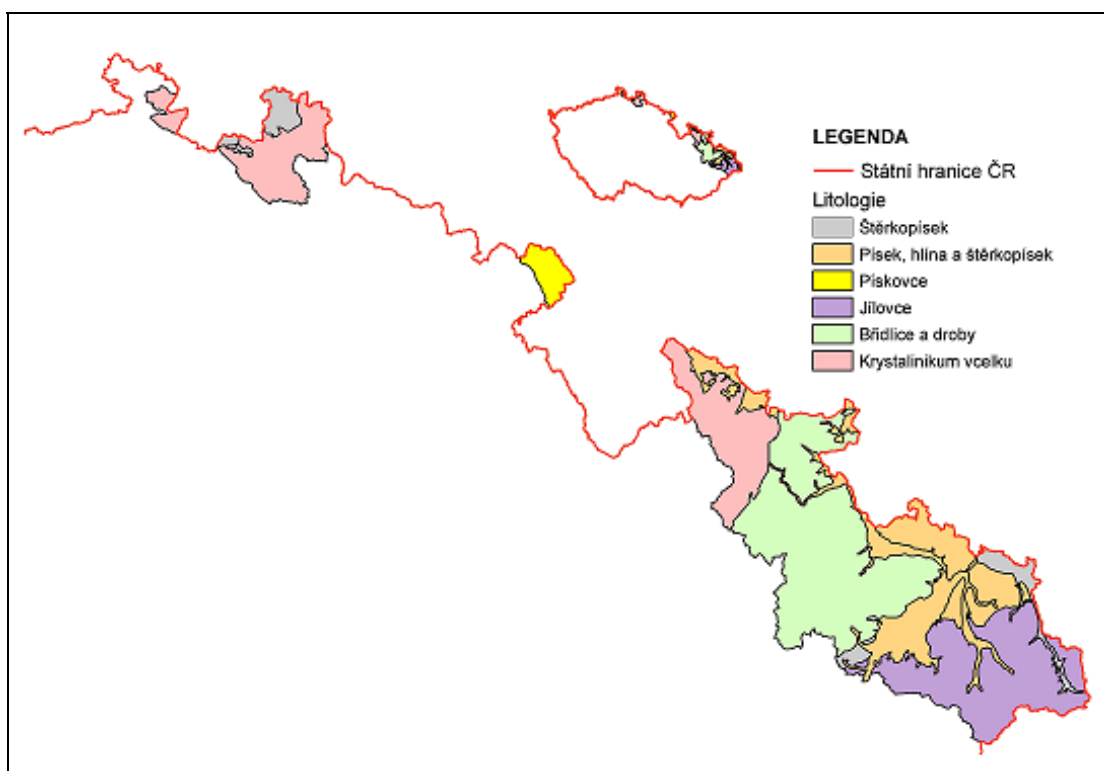 LEGENDA
Státní hranice ČR
Litologie
Štěrkopísek
Písek, hlína a štěrkopísek
Pískovce
Jílovce
Břidlice a droby
Krystalinikum vcelku